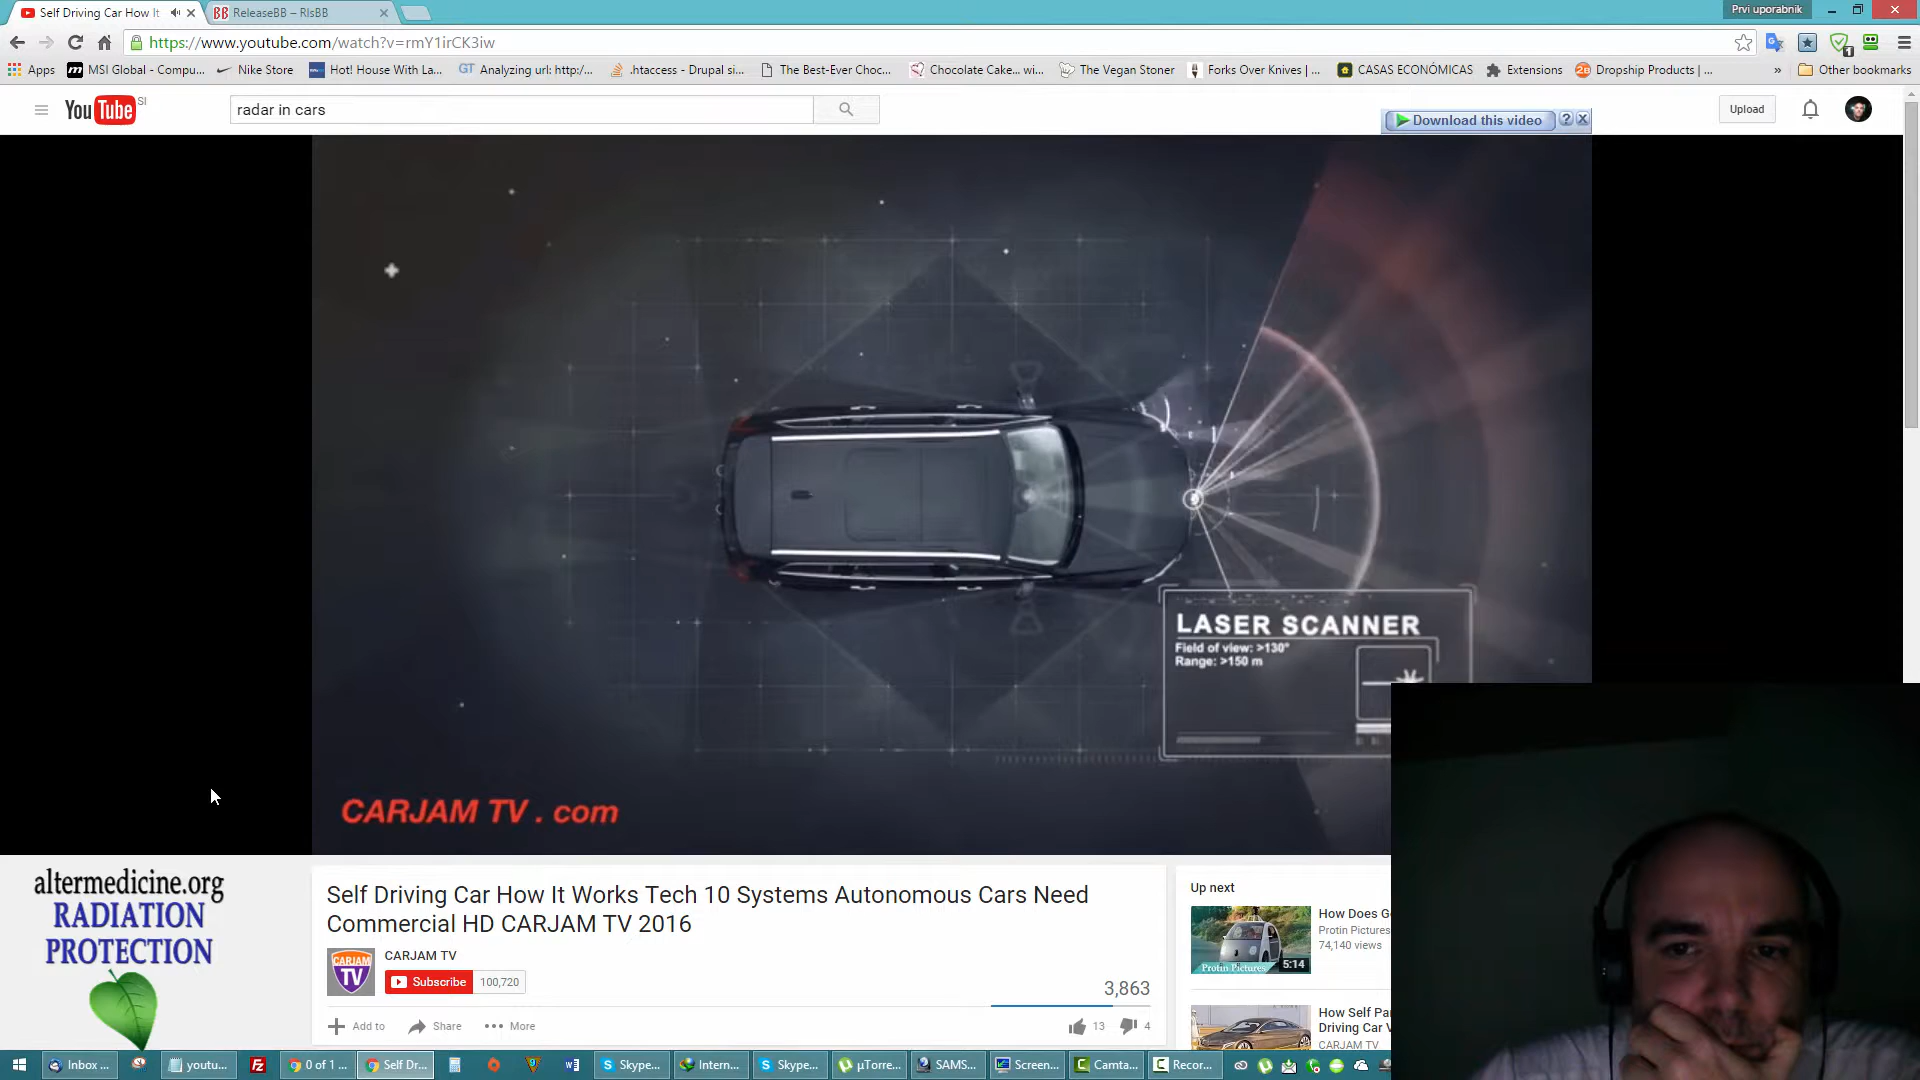 Self Driving Car How It
ReleaseBB – RlsBB
Prvi uporabnik
https://www.youtube.com/watch?v=rmY1irCK3iw
Apps
MSI Global - Compu...
Nike Store
Hot! House With La...
GT Analyzing url: http:/...
.htaccess - Drupal si...
The Best-Ever Choc...
Chocolate Cake... wi...
The Vegan Stoner
Forks Over Knives | ...
CASAS ECONÓMICAS
Extensions
Dropship Products | ...
» Other bookmarks
YouTube SI
radar in cars
Download this video ?
Upload
LASER SCANNER
Field of view: >130°
Range: >150 m
CARJAM TV . com
altermedicine.org
RADIATION
PROTECTION
Self Driving Car How It Works Tech 10 Systems Autonomous Cars Need
Commercial HD CARJAM TV 2016
CARJAM TV
CARJAM TV
Subscribe 100,720
3,863
Add to Share More
13 4
Up next
How Does G
Protin Pictures
74,140 views
5:14
Protin Pictures
How Self Pa
Driving Car V
CARJAM TV
Inbox ...
youtu...
0 of 1 ...
Self Dr...
Skype...
Intern...
Skype...
µTorre...
SAMS...
Screen...
Camta...
Recor...